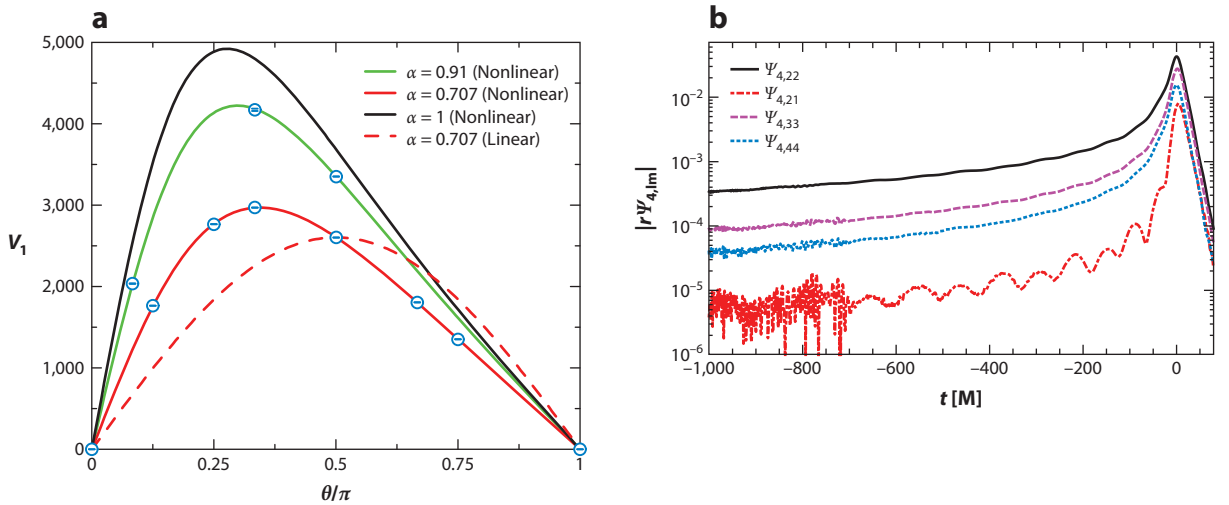 a
V1
5,000
4,000
3,000
2,000
1,000
0
0
0.25
0.5
0.75
1
θ/π
α = 0.91 (Nonlinear)
α = 0.707 (Nonlinear)
α = 1 (Nonlinear)
α = 0.707 (Linear)
b
|rΨ4,lm|
10−2
10−3
10−4
10−5
10−6
−1,000
−800
−600
−400
−200
0
t [M]
Ψ4,22
Ψ4,21
Ψ4,33
Ψ4,44